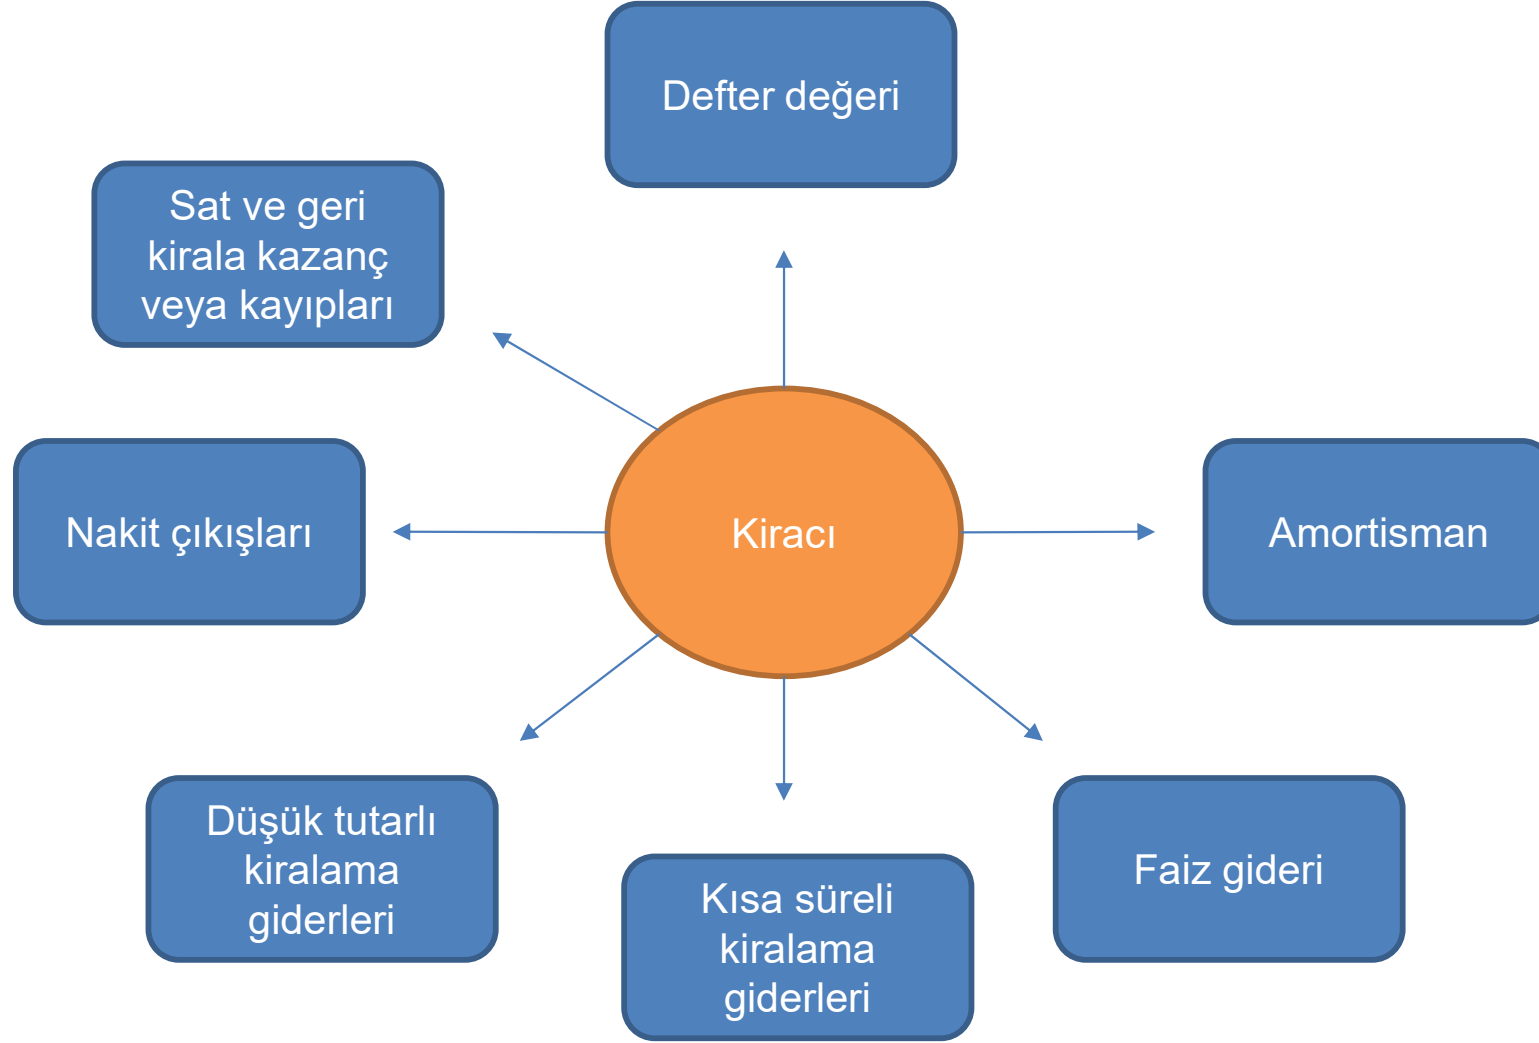 Defter değeri
Sat ve geri
kirala kazanç
veya kayıpları
Nakit çıkışları
Kiracı
Amortisman
Düşük tutarlı
kiralama
giderleri
Kısa süreli
kiralama
giderleri
Faiz gideri